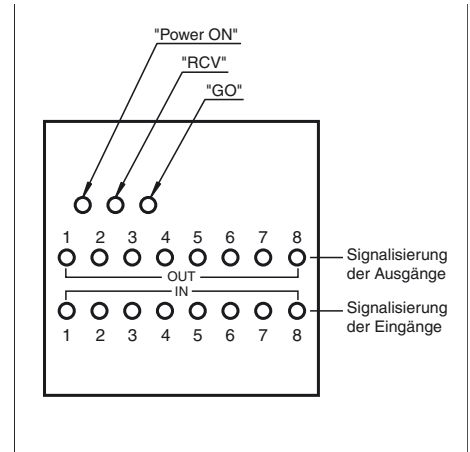 "Power ON"
"RCV"
"GO"
1 2 3 4 5 6 7 8
Signalisierung
der Ausgänge
OUT
IN
Signalisierung
der Eingänge
1 2 3 4 5 6 7 8